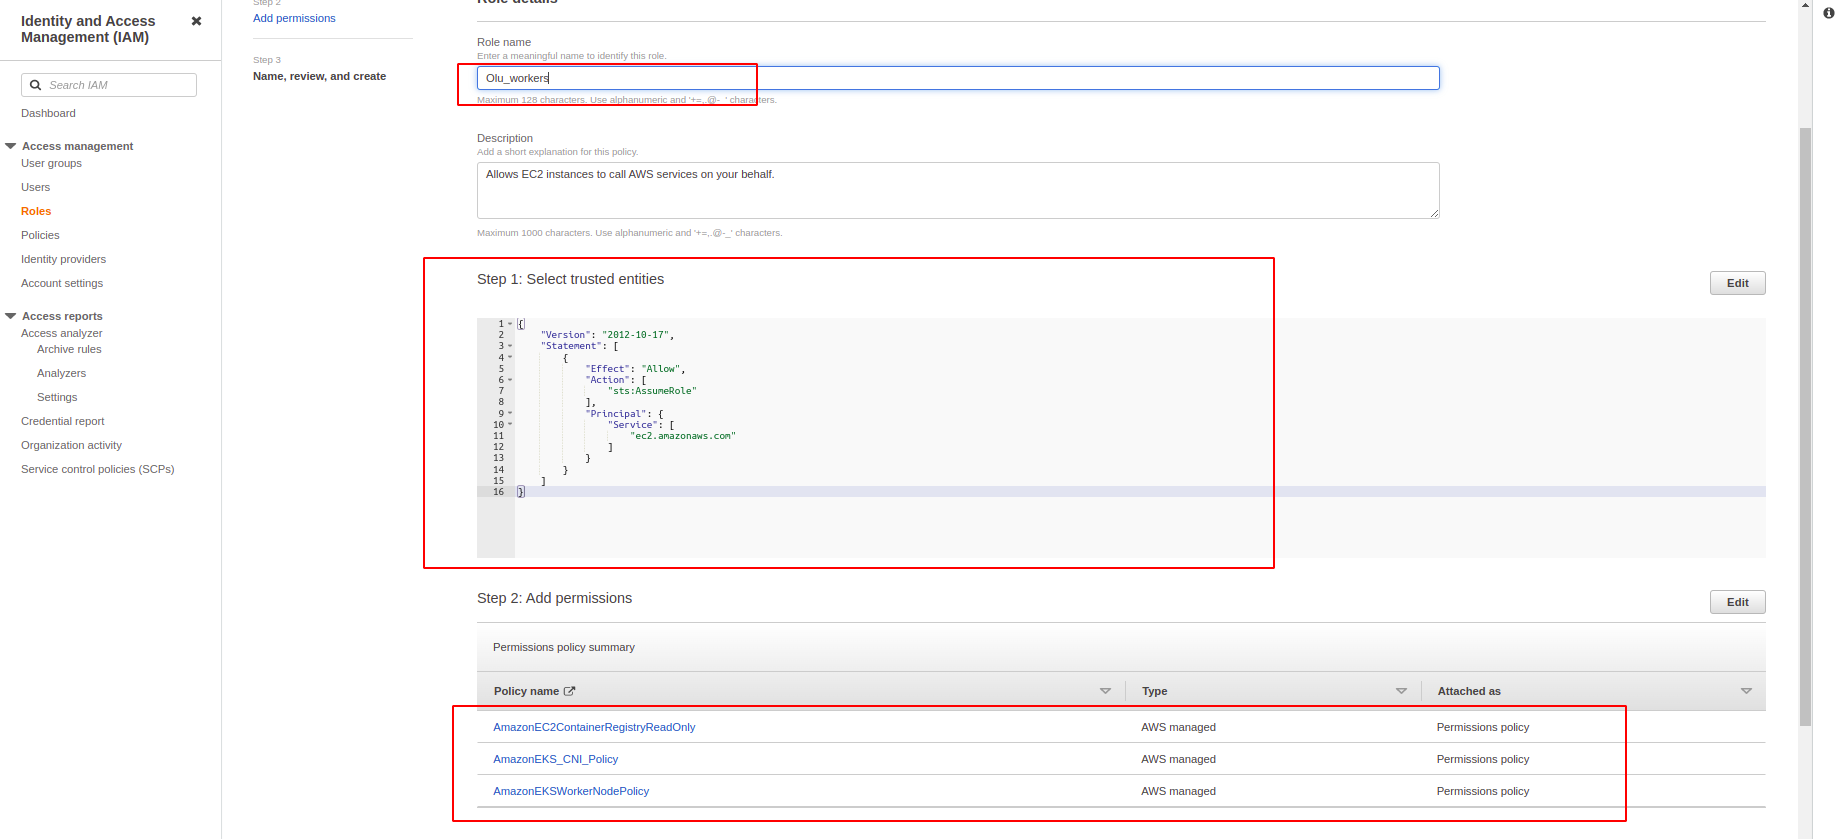 Identity and Access
Management (IAM)
Search IAM
Dashboard
Access management
User groups
Users
Roles
Policies
Identity providers
Account settings
Access reports
Access analyzer
Archive rules
Analyzers
Settings
Credential report
Organization activity
Service control policies (SCPs)
Step 2
Add permissions
Step 3
Name, review, and create
Role details
Role name
Enter a meaningful name to identify this role.
Olu_workers
Maximum 128 characters. Use alphanumeric and '+=,.@-_' characters.
Description
Add a short explanation for this policy.
Allows EC2 instances to call AWS services on your behalf.
Maximum 1000 characters. Use alphanumeric and '+=,.@-_' characters.
Step 1: Select trusted entities
Edit
1 {
2 "Version": "2012-10-17",
3 "Statement": [
4 {
5 "Effect": "Allow",
6 "Action": [
7 "sts:AssumeRole"
8 ],
9 "Principal": {
10 "Service": [
11 "ec2.amazonaws.com"
12 ]
13 }
14 }
15 ]
16 }
Step 2: Add permissions
Edit
Permissions policy summary
Policy name Type Attached as
AmazonEC2ContainerRegistryReadOnly AWS managed Permissions policy
AmazonEKS_CNI_Policy AWS managed Permissions policy
AmazonEKSWorkerNodePolicy AWS managed Permissions policy